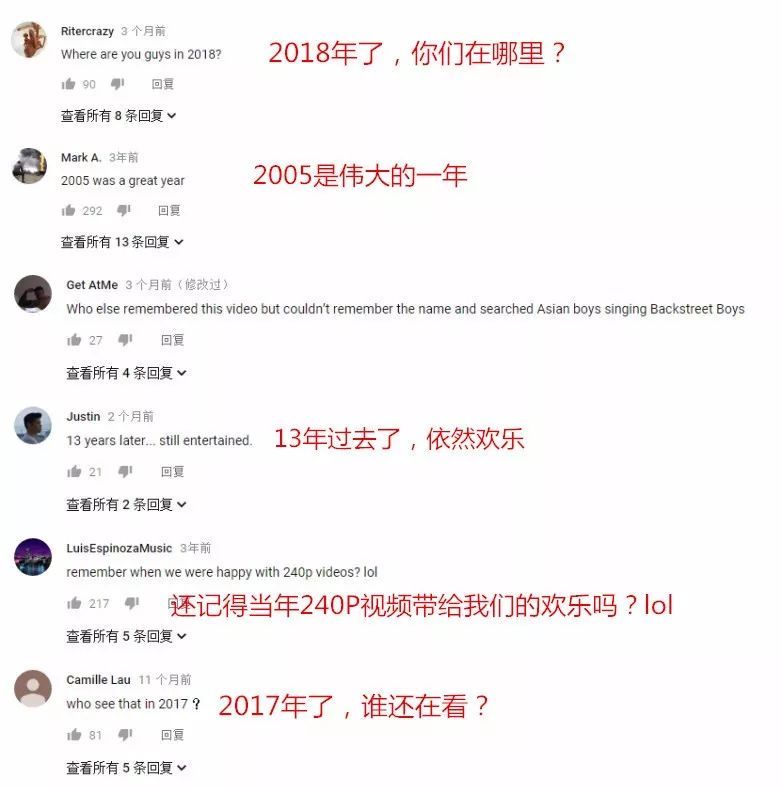 Ritercrazy 3 个月前
Where are you guys in 2018?
2018年了，你们在哪里？
90 回复
查看所有 8 条回复
Mark A. 3年前
2005 was a great year
2005是伟大的一年
292 回复
查看所有 13 条回复
Get AtMe 3 个月前（修改过）
Who else remembered this video but couldn't remember the name and searched Asian boys singing Backstreet Boys
27 回复
查看所有 4 条回复
Justin 2 个月前
13 years later... still entertained.
13年过去了，依然欢乐
21 回复
查看所有 2 条回复
LuisEspinozaMusic 3年前
remember when we were happy with 240p videos? lol
217 回复
还记得当年240P视频带给我们的欢乐吗？lol
查看所有 5 条回复
Camille Lau 11 个月前
who see that in 2017？
2017年了，谁还在看？
81 回复
查看所有 5 条回复